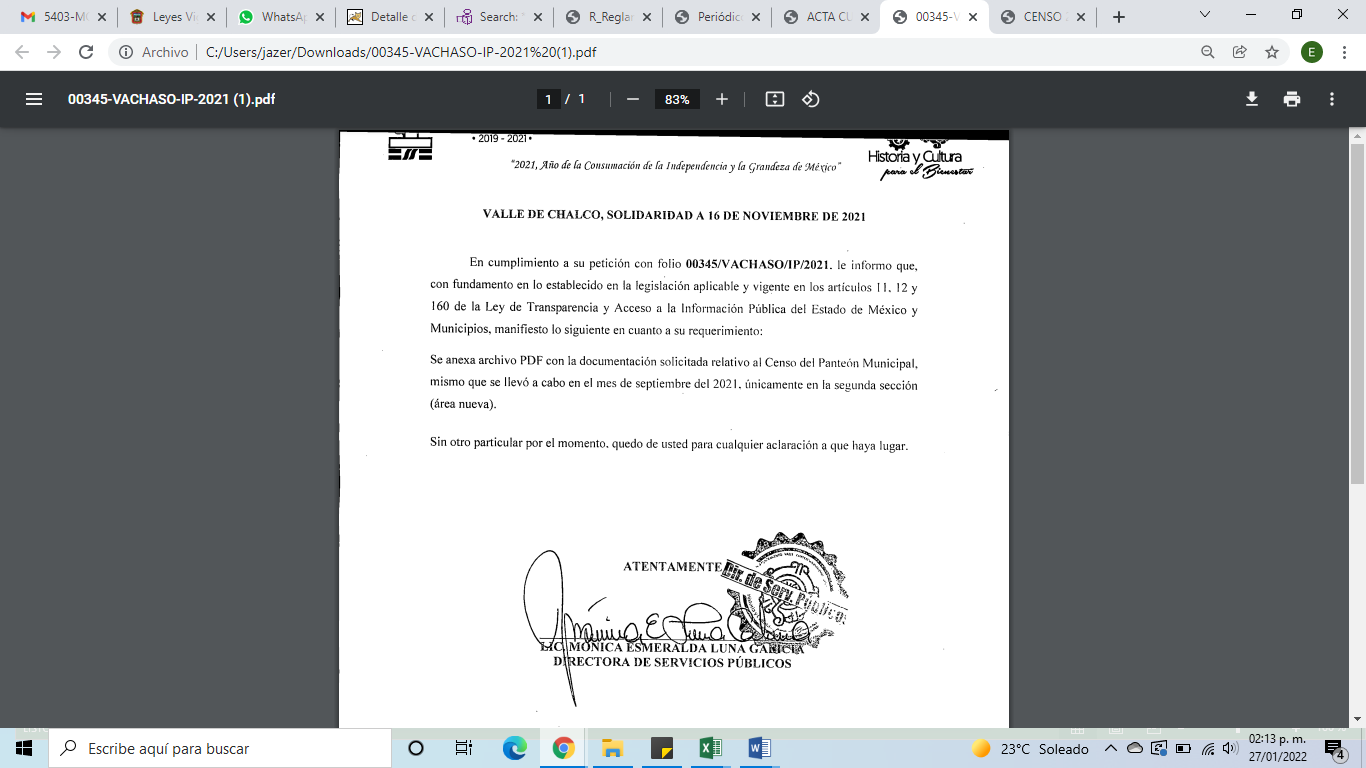 5403-MO
Leyes Vi
WhatsAp
Detalle d
Search: "
R_Reglar
Periódico
ACTA CU
00345-V
CENSO 2
Archivo
C:/Users/jazer/Downloads/00345-VACHASO-IP-2021%20(1).pdf
E
00345-VACHASO-IP-2021 (1).pdf
1 / 1
83%
• 2019 - 2021 •
"2021, Año de la Consumación de la Independencia y la Grandeza de México"
Historia y Cultura
para el Bienestar
VALLE DE CHALCO, SOLIDARIDAD A 16 DE NOVIEMBRE DE 2021
En cumplimiento a su petición con folio 00345/VACHASO/IP/2021, le informo que,
con fundamento en lo establecido en la legislación aplicable y vigente en los artículos 11, 12 y
160 de la Ley de Transparencia y Acceso a la Información Pública del Estado de México y
Municipios, manifiesto lo siguiente en cuanto a su requerimiento:
Se anexa archivo PDF con la documentación solicitada relativo al Censo del Panteón Municipal,
mismo que se llevó a cabo en el mes de septiembre del 2021, únicamente en la segunda sección
(área nueva).
Sin otro particular por el momento, quedo de usted para cualquier aclaración a que haya lugar.
ATENTAMENTE
Dir. de Serv. Públicos
LIC. MÓNICA ESMERALDA LUNA GARICIA
DIRECTORA DE SERVICIOS PÚBLICOS
Escribe aquí para buscar
23°C Soleado
02:13 p. m.
27/01/2022
4